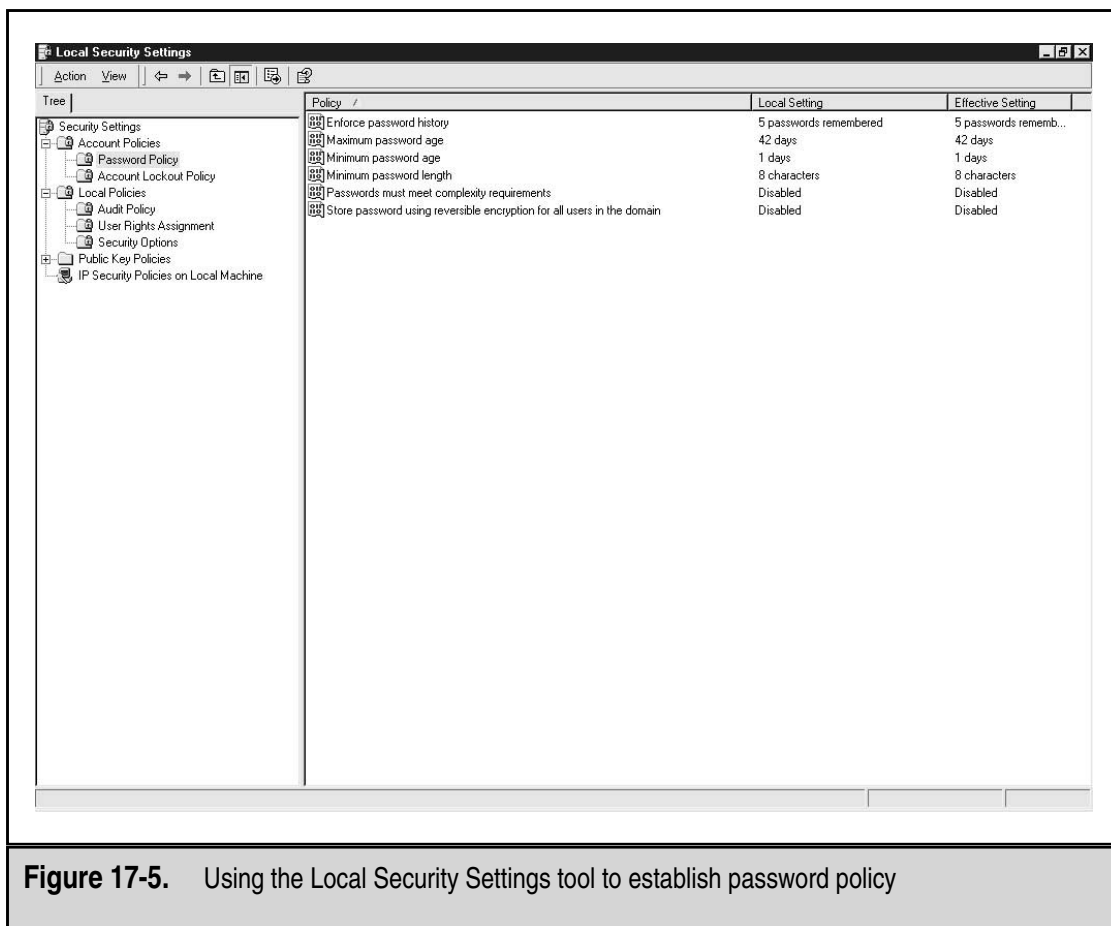 Local Security Settings
Action View
Tree
Security Settings
Account Policies
Password Policy
Account Lockout Policy
Local Policies
Audit Policy
User Rights Assignment
Security Options
Public Key Policies
IP Security Policies on Local Machine
Policy Local Setting Effective Setting
Enforce password history 5 passwords remembered 5 passwords rememb...
Maximum password age 42 days 42 days
Minimum password age 1 days 1 days
Minimum password length 8 characters 8 characters
Passwords must meet complexity requirements Disabled Disabled
Store password using reversible encryption for all users in the domain Disabled Disabled
Figure 17-5. Using the Local Security Settings tool to establish password policy